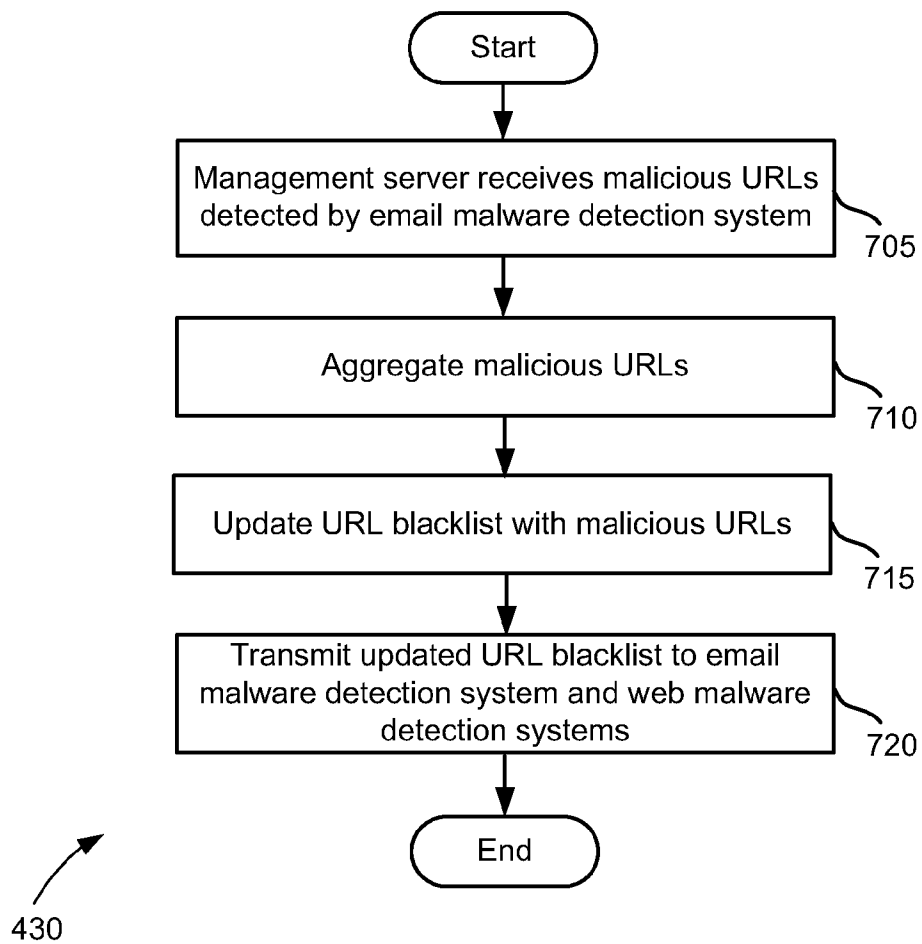 Start
Management server receives malicious URLs
detected by email malware detection system
705
Aggregate malicious URLs
710
Update URL blacklist with malicious URLs
715
Transmit updated URL blacklist to email
malware detection system and web malware
detection systems
720
End
430